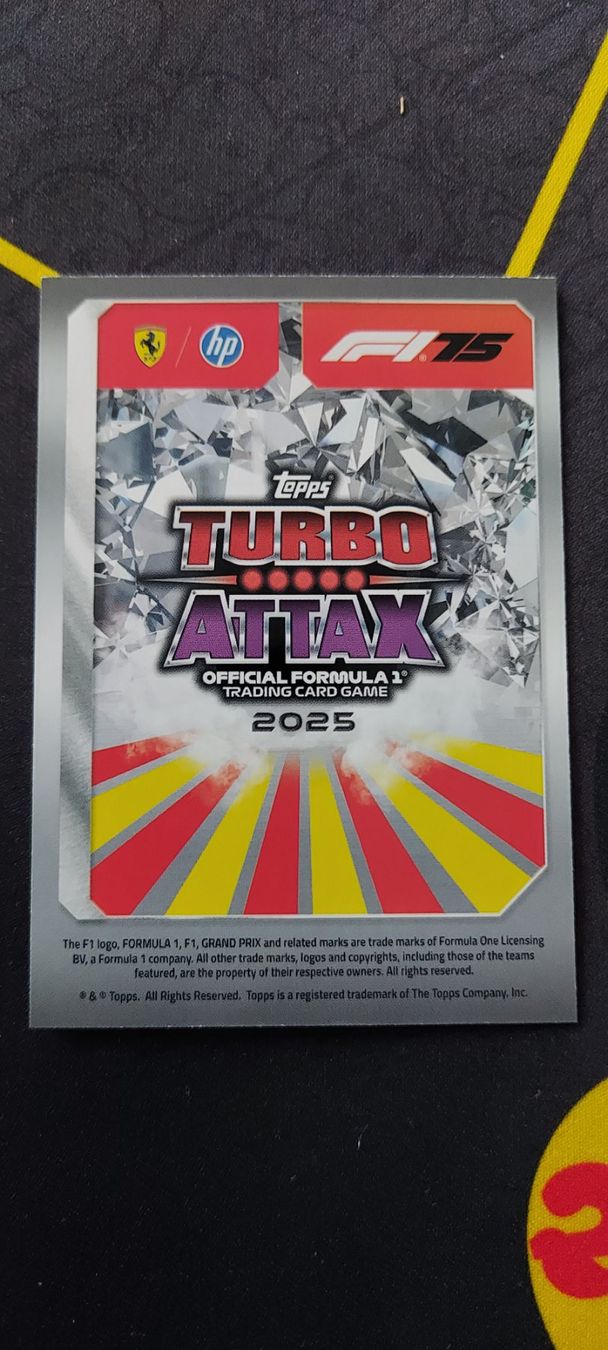 hp
F1® 75
Topps
TURBO
ATTAX
OFFICIAL FORMULA 1®
TRADING CARD GAME
2025
The F1 logo, FORMULA 1, F1, GRAND PRIX and related marks are trade marks of Formula One Licensing
BV, a Formula 1 company. All other trade marks, logos and copyrights, including those of the teams
featured, are the property of their respective owners. All rights reserved.
® & © Topps. All Rights Reserved. Topps is a registered trademark of The Topps Company, Inc.